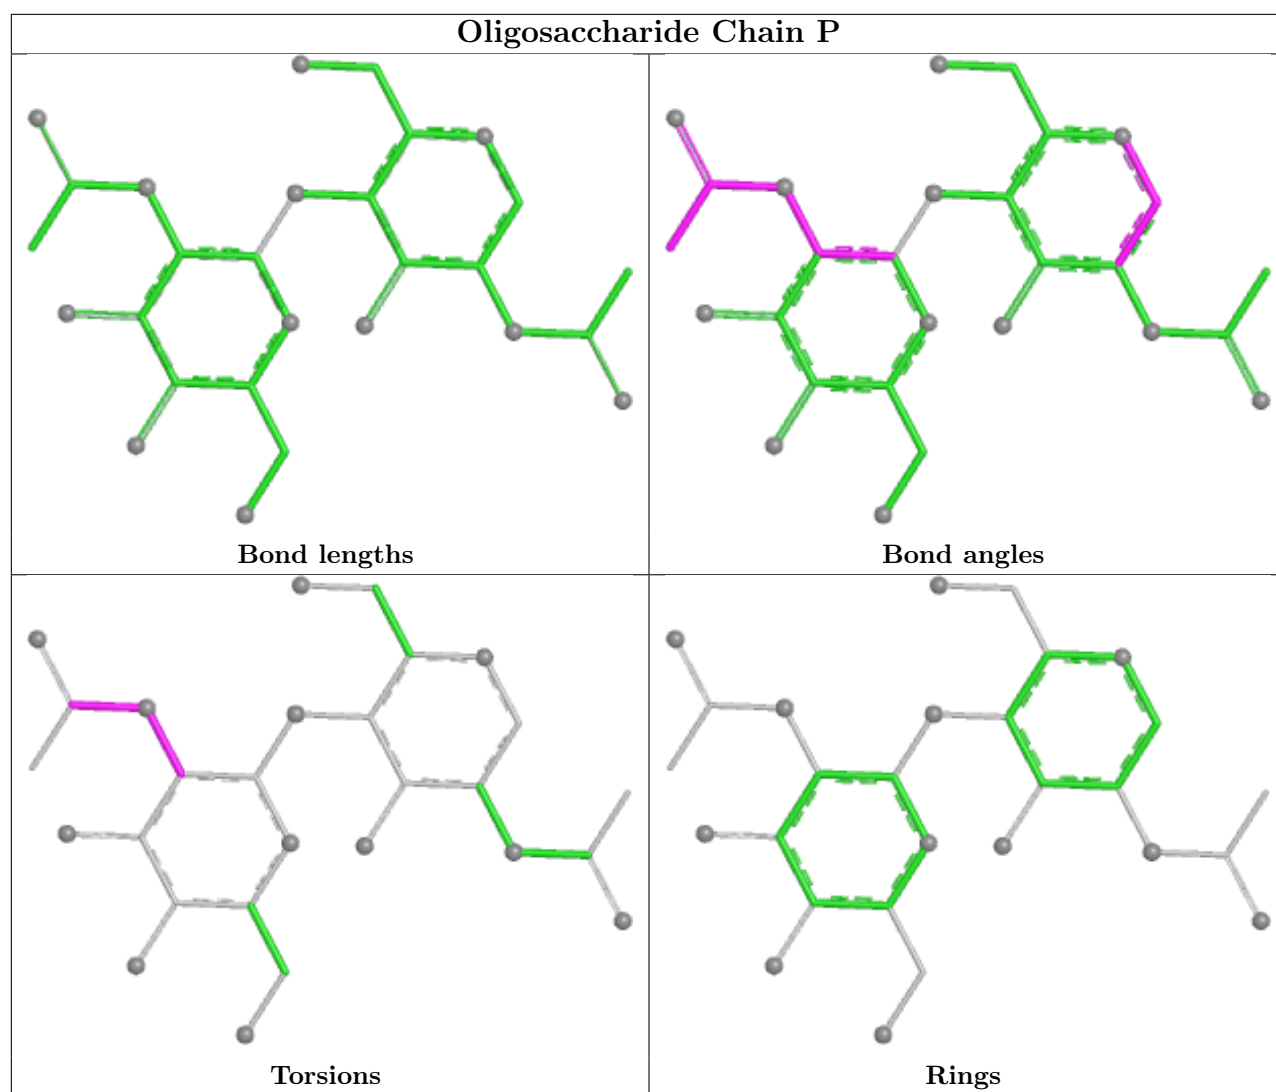 Oligosaccharide Chain P
Bond lengths
Bond angles
Torsions
Rings